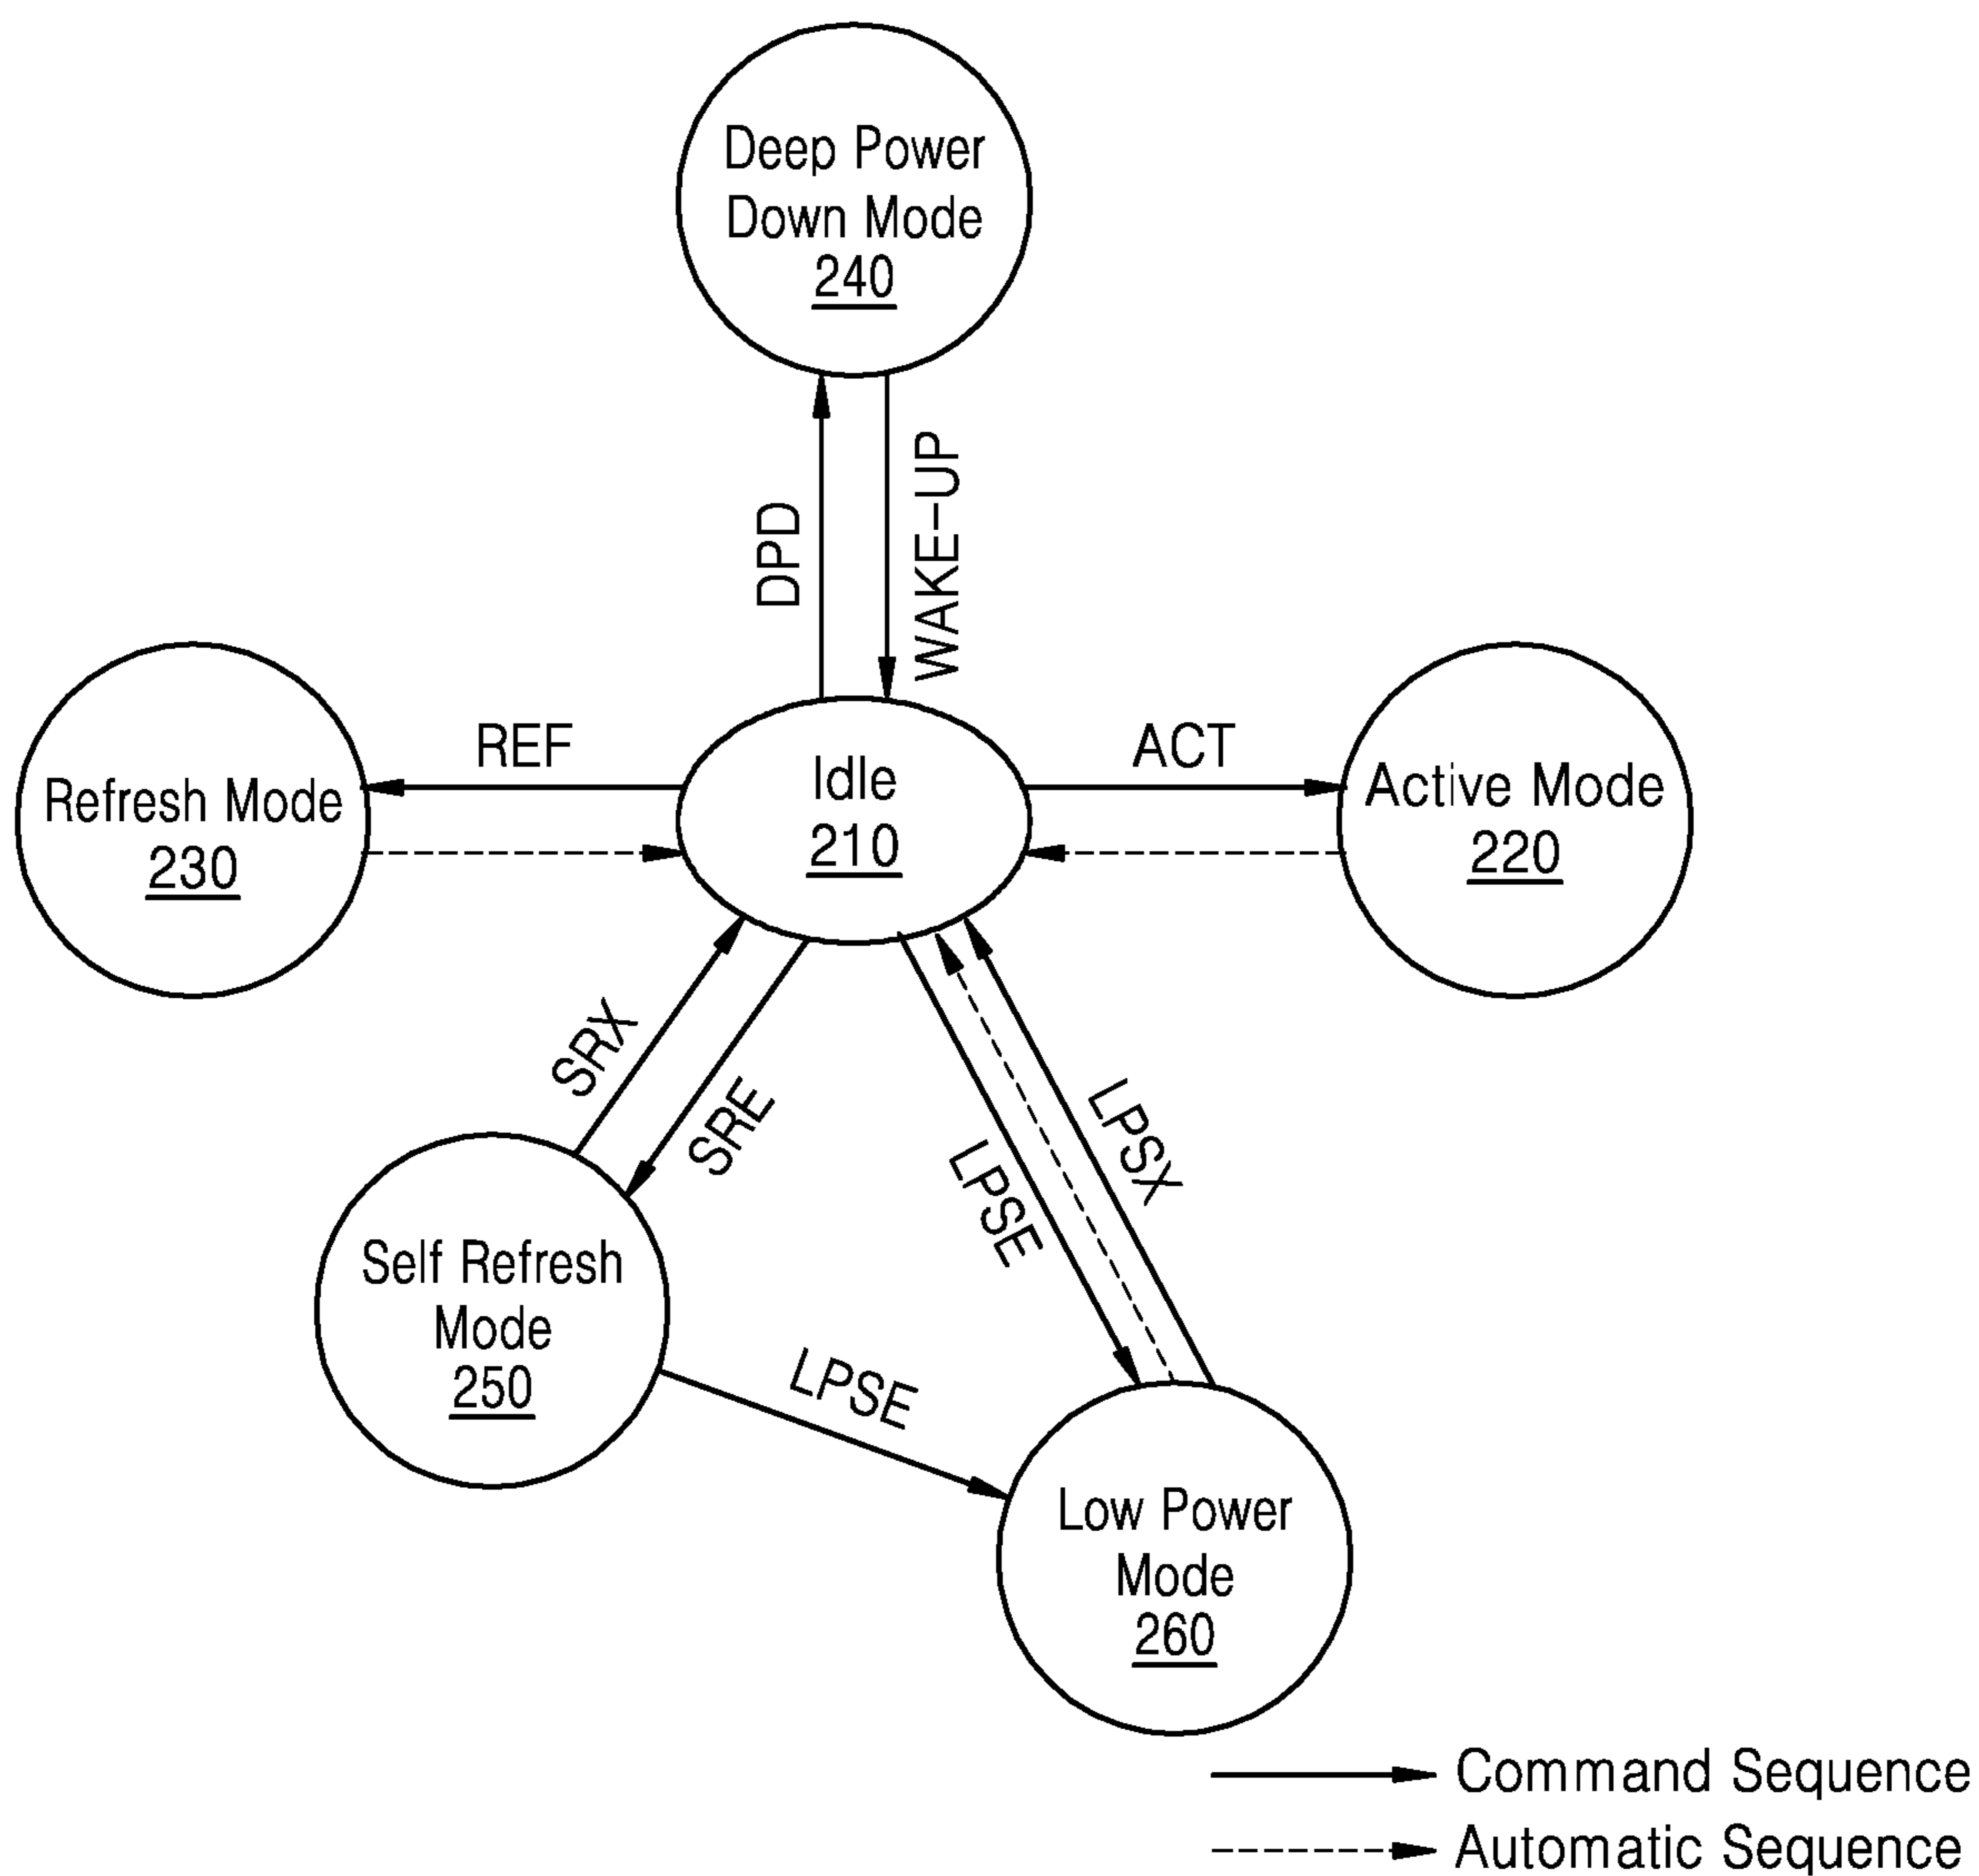 Deep Power
Down Mode
240
DPD
WAKE-UP
REF
ACT
Refresh Mode
230
Idle
210
Active Mode
220
SRX
SRE
LPSE
LPSX
Self Refresh
Mode
250
LPSE
Low Power
Mode
260
Command Sequence
Automatic Sequence